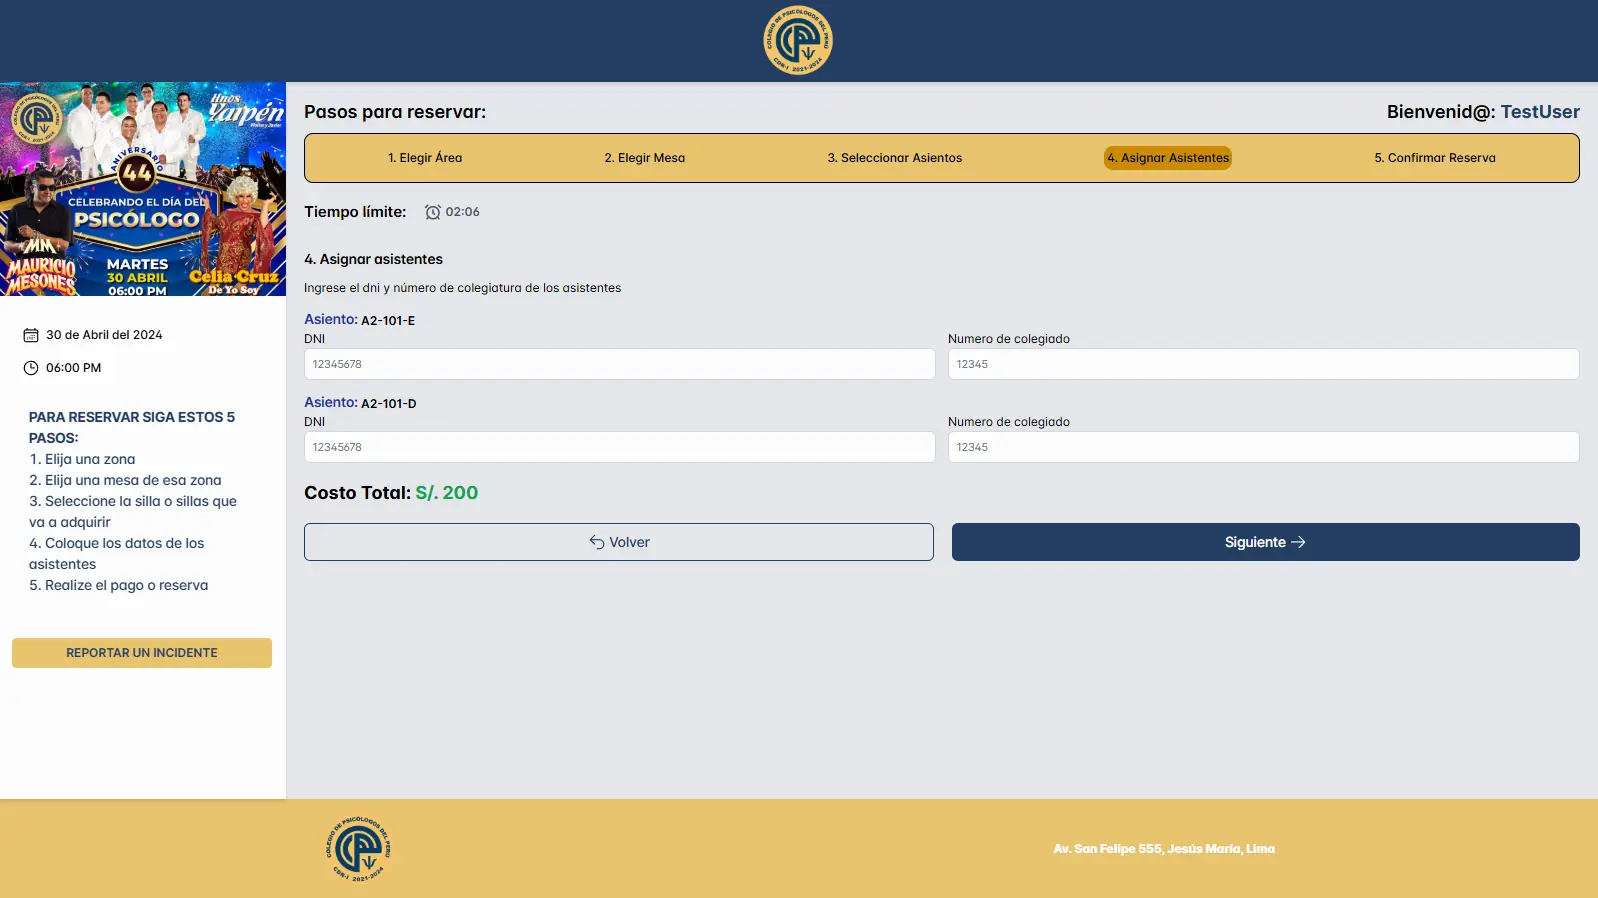 COLEGIO DE PSICOLOGOS DEL PERÚ
CDR-I 2021-2024
Hnos
Yaipén
ANIVERSARIO
44
CELEBRANDO EL DÍA DEL
PSICÓLOGO
MM
MAURICIO
MESONES
MARTES
30 ABRIL
06:00 PM
Celia Cruz
De Yo Soy
30 de Abril del 2024
06:00 PM
PARA RESERVAR SIGA ESTOS 5
PASOS:
1. Elija una zona
2. Elija una mesa de esa zona
3. Seleccione la silla o sillas que
va a adquirir
4. Coloque los datos de los
asistentes
5. Realize el pago o reserva
REPORTAR UN INCIDENTE
Pasos para reservar:
Bienvenid@: TestUser
1. Elegir Área
2. Elegir Mesa
3. Seleccionar Asientos
4. Asignar Asistentes
5. Confirmar Reserva
Tiempo límite: 02:06
4. Asignar asistentes
Ingrese el dni y número de colegiatura de los asistentes
Asiento: A2-101-E
DNI
Numero de colegiado
12345678
12345
Asiento: A2-101-D
DNI
Numero de colegiado
12345678
12345
Costo Total: S/. 200
Volver
Siguiente
COLEGIO DE PSICOLOGOS DEL PERÚ
CDR-I 2021-2024
Av. San Felipe 555, Jesús María, Lima